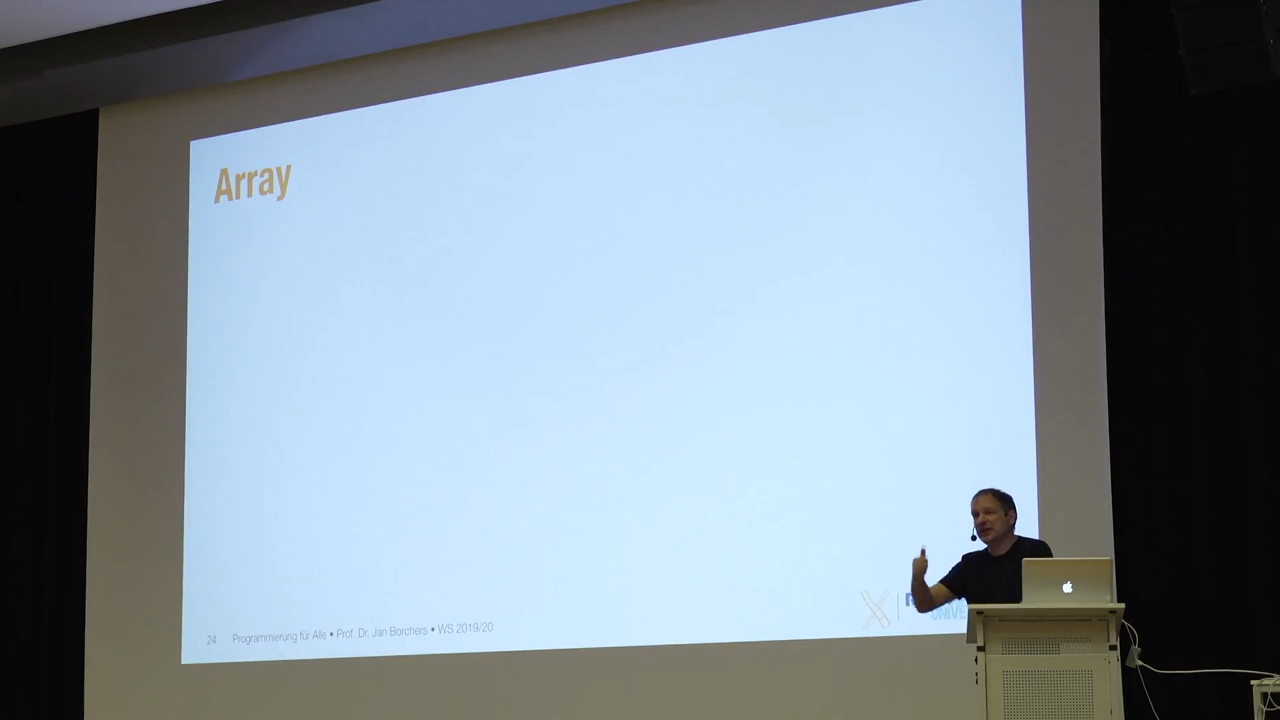 Array
24 Programmierung für Alle • Prof. Dr. Jan Borchers • WS 2019/20